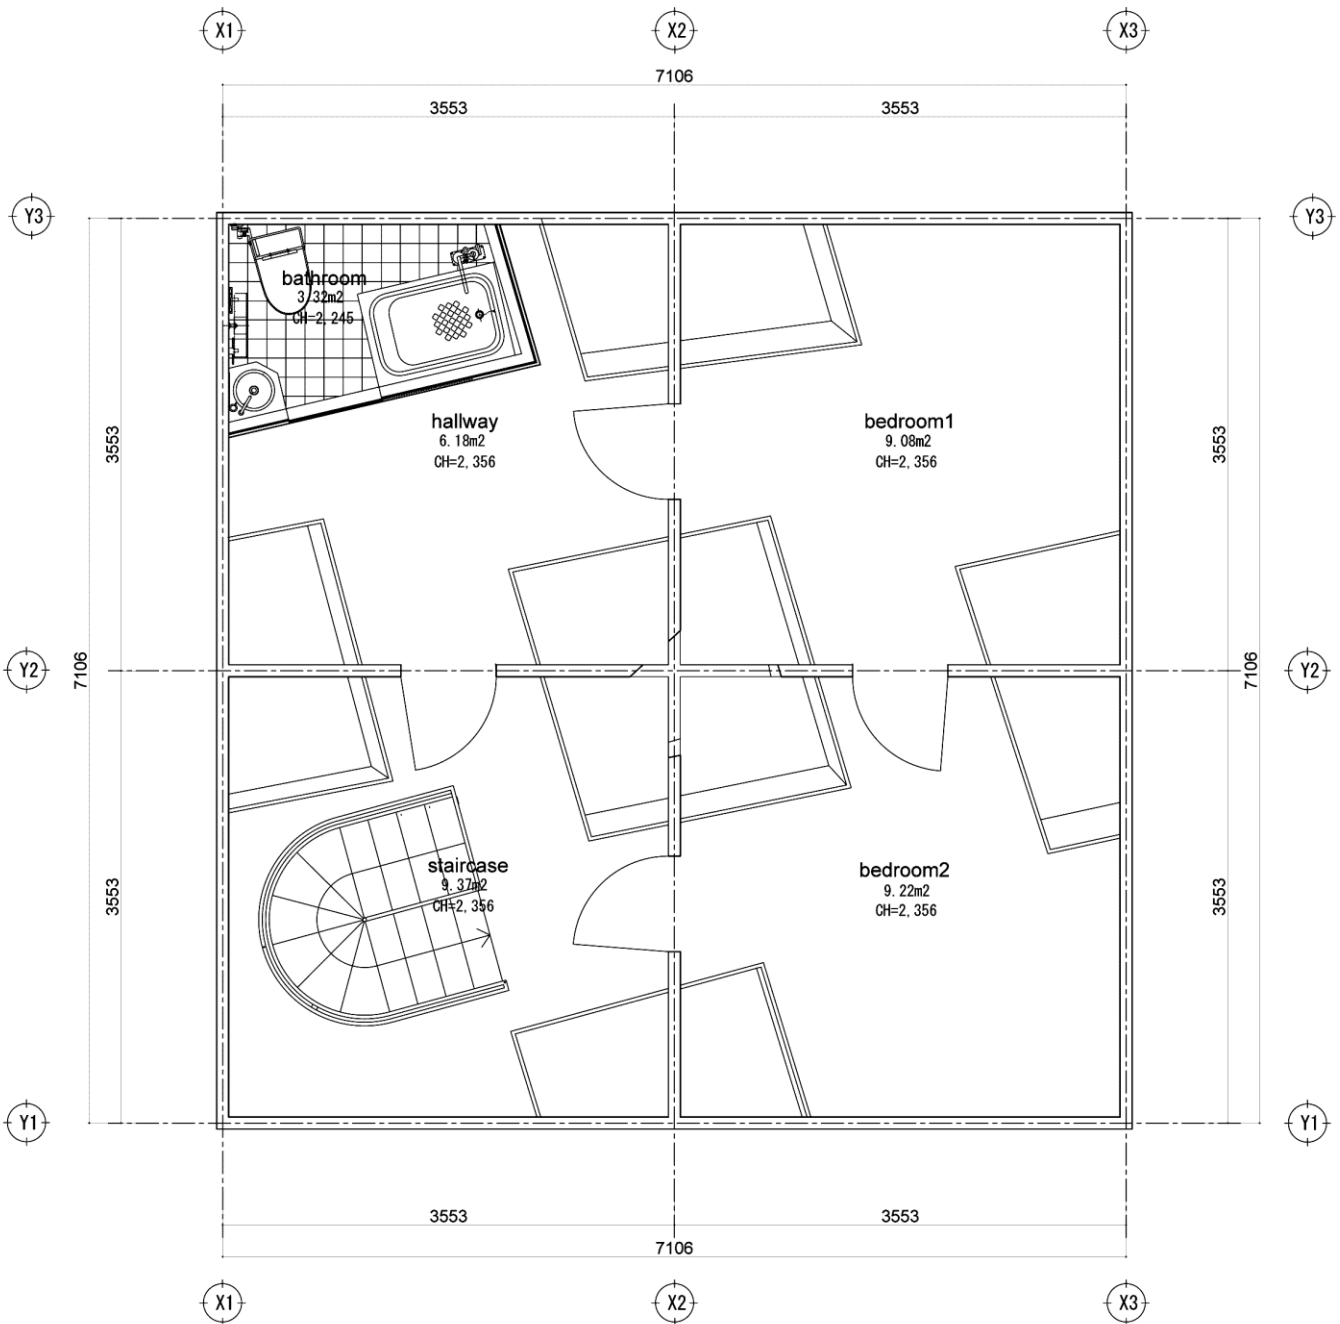 X1
X2
X3
7106
3553
3553
Y3
Y3
bathroom
3.32m2
CH=2,245
hallway
6.18m2
CH=2,356
bedroom1
9.08m2
CH=2,356
3553
3553
Y2
7106
7106
Y2
staircase
9.37m2
CH=2,356
bedroom2
9.22m2
CH=2,356
3553
3553
Y1
Y1
3553
3553
7106
X1
X2
X3